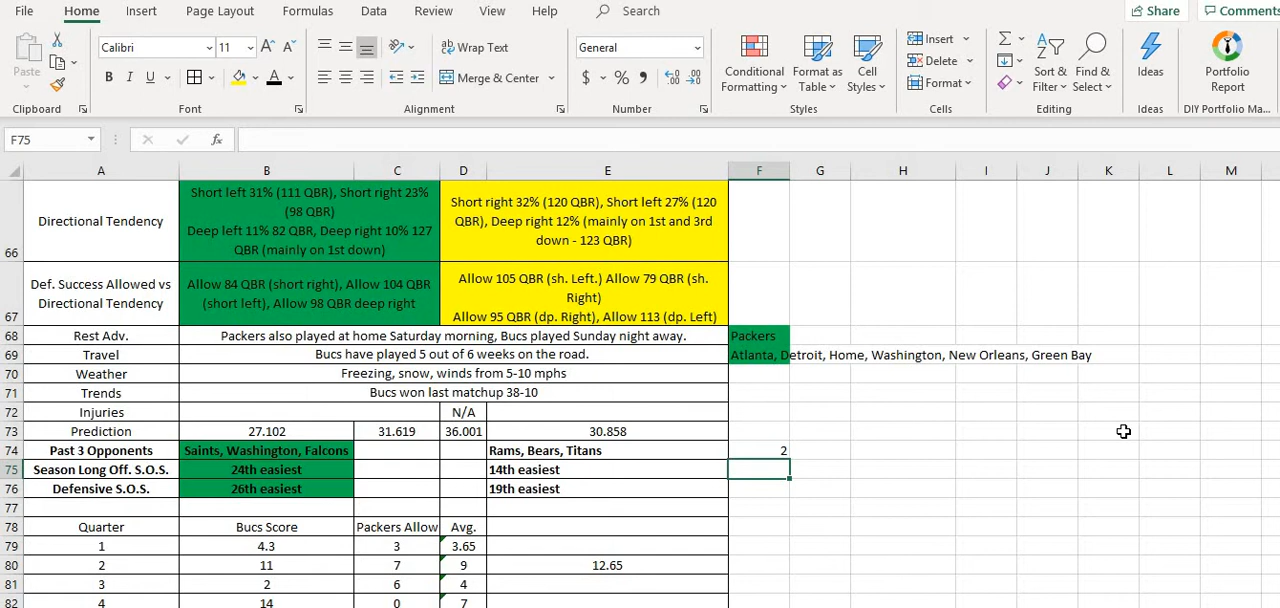 File Home Insert Page Layout Formulas Data Review View Help Search Share Comments
Paste Calibri 11 A A Wrap Text General Insert
B I U A Merge & Center $ % Conditional Formatting Format as Table Cell Styles Delete Format Sort & Filter Find & Select Ideas Portfolio Report
Clipboard Font Alignment Number Styles Cells Editing Ideas DIY Portfolio Ma...
F75 fx
A B C D E F G H I J K L M
66 Directional Tendency
Short left 31% (111 QBR), Short right 23%
(98 QBR)
Deep left 11% 82 QBR, Deep right 10% 127
QBR (mainly on 1st down)
Short right 32% (120 QBR), Short left 27% (120
QBR), Deep right 12% (mainly on 1st and 3rd
down - 123 QBR)
67 Def. Success Allowed vs
Directional Tendency
Allow 84 QBR (short right), Allow 104 QBR
(short left), Allow 98 QBR deep right
Allow 105 QBR (sh. Left.) Allow 79 QBR (sh.
Right)
Allow 95 QBR (dp. Right), Allow 113 (dp. Left)
68 Rest Adv. Packers also played at home Saturday morning, Bucs played Sunday night away. Packers
69 Travel Bucs have played 5 out of 6 weeks on the road. Atlanta, Detroit, Home, Washington, New Orleans, Green Bay
70 Weather Freezing, snow, winds from 5-10 mphs
71 Trends Bucs won last matchup 38-10
72 Injuries N/A
73 Prediction 27.102 31.619 36.001 30.858
74 Past 3 Opponents Saints, Washington, Falcons Rams, Bears, Titans 2
75 Season Long Off. S.O.S. 24th easiest 14th easiest
76 Defensive S.O.S. 26th easiest 19th easiest
77
78 Quarter Bucs Score Packers Allow Avg.
79 1 4.3 3 3.65
80 2 11 7 9 12.65
81 3 2 6 4
82 4 14 0 7